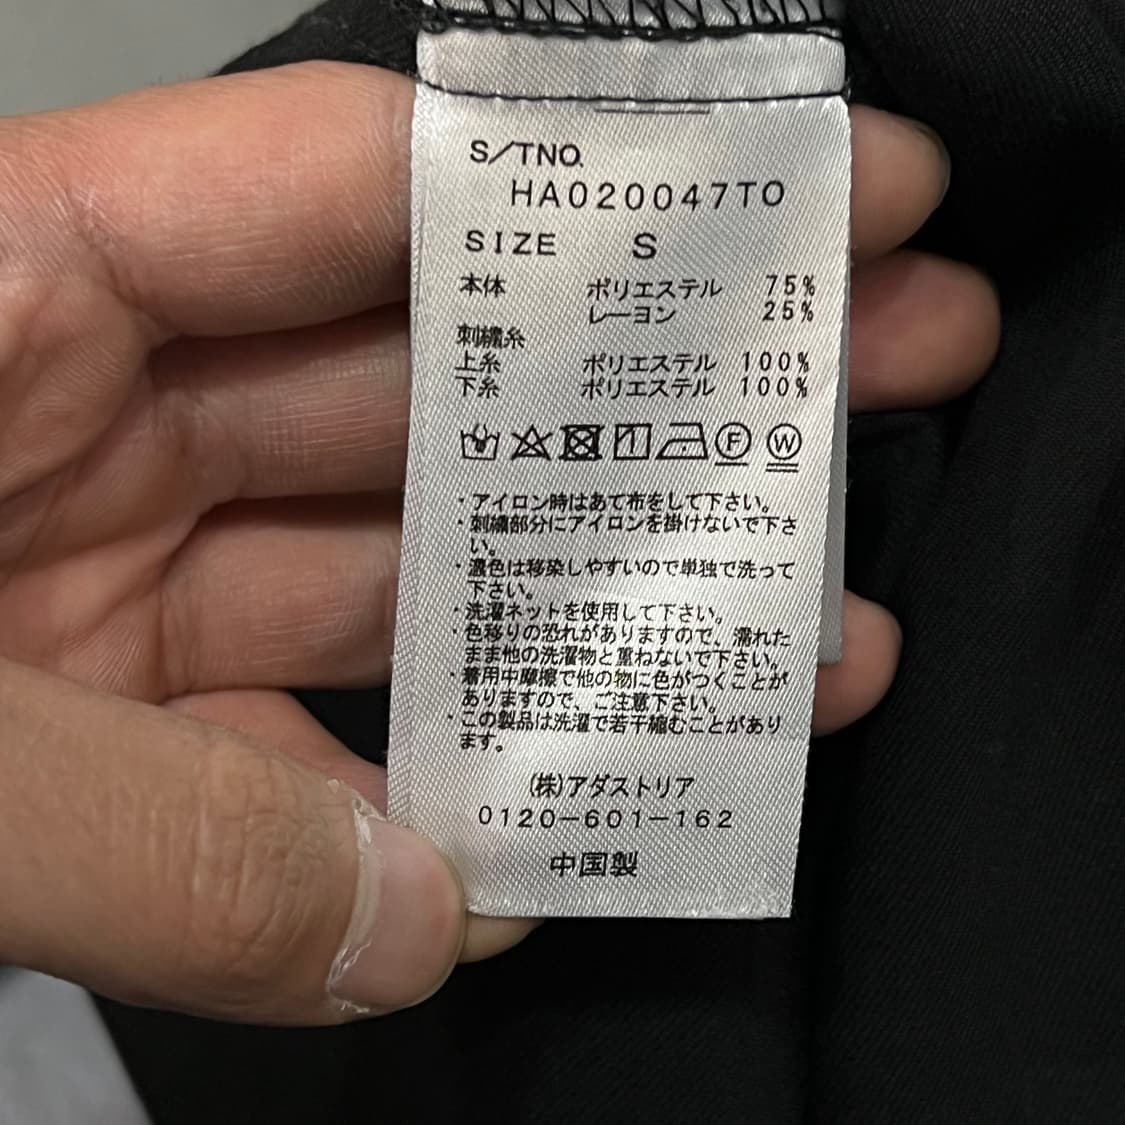 S/TNO.
HA020047TO
SIZE S
本体 ポリエステル 75%
レーヨン 25%
刺繍糸
上糸 ポリエステル 100%
下糸 ポリエステル 100%
F W
・アイロン時はあて布をして下さい。
・刺繍部分にアイロンを掛けないで下さ
い。
・濃色は移染しやすいので単独で洗って
下さい。
・洗濯ネットを使用して下さい。
・色移りの恐れがありますので、濡れた
まま他の洗濯物と重ねないで下さい。
・着用中摩擦で他の物に色がつくことが
ありますので、ご注意下さい。
・この製品は洗濯で若干縮むことがあり
ます。
(株)アダストリア
0120-601-162
中国製